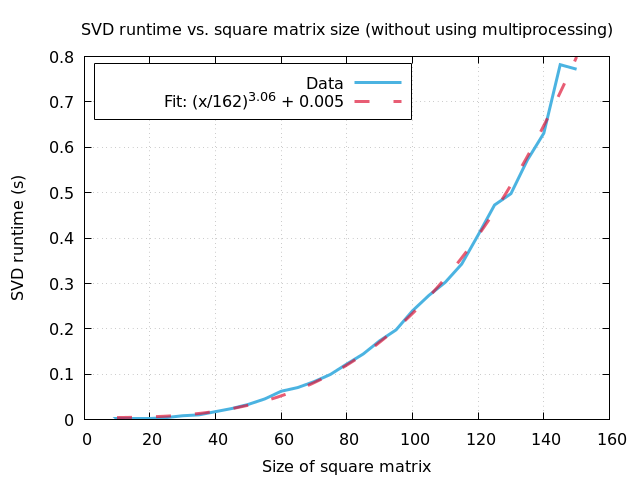 SVD runtime vs. square matrix size (without using multiprocessing)
Data
Fit: (x/162)^3.06 + 0.005
0.8
0.7
0.6
0.5
0.4
0.3
0.2
0.1
0
SVD runtime (s)
0 20 40 60 80 100 120 140 160
Size of square matrix